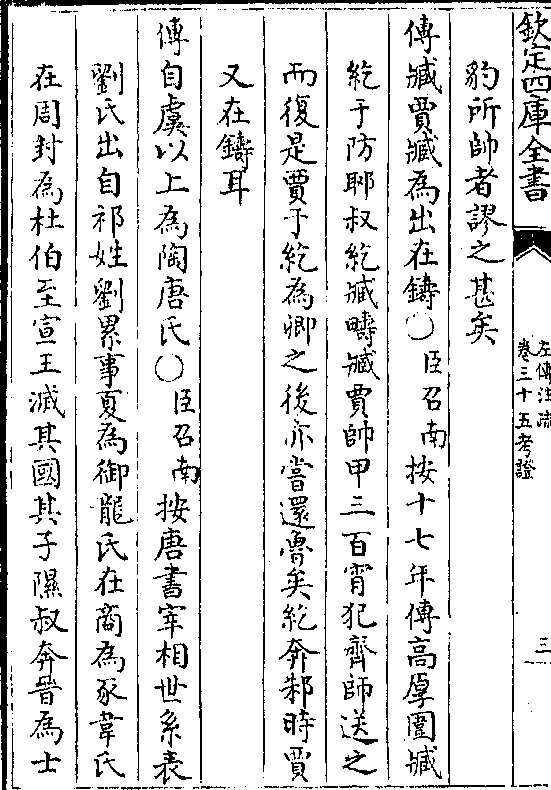 欽定四庫全書
左傳注疏
卷三十五考證
三
豹所帥者謬之甚矣
傳臧賈臧為出在鑄〇臣召南按十七年傳高厚圍臧
紇于防郰叔紇臧疇臧賈帥甲三百宵犯齊師送之
而復是賈于紇為卿之後亦嘗還魯矣紇奔邾時賈
又在鑄耳
傳自虞以上為陶唐氏〇臣召南按唐書宰相世系表
劉氏出自祁姓劉累事夏為御龍氏在商為豕韋氏
在周封為杜伯至宣王滅其國其子隰叔奔晉為士